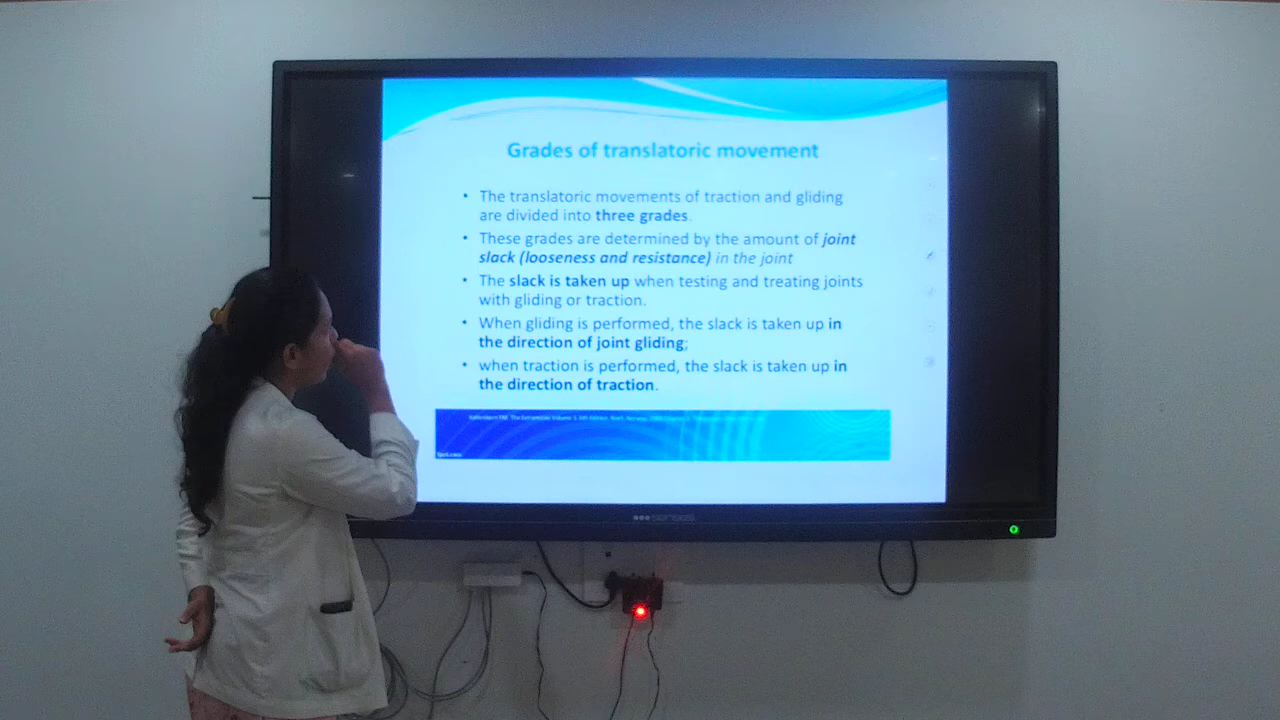 Grades of translatoric movement
• The translatoric movements of traction and gliding
are divided into three grades.
• These grades are determined by the amount of joint
slack (looseness and resistance) in the joint
• The slack is taken up when testing and treating joints
with gliding or traction.
• When gliding is performed, the slack is taken up in
the direction of joint gliding;
• when traction is performed, the slack is taken up in
the direction of traction.
senses